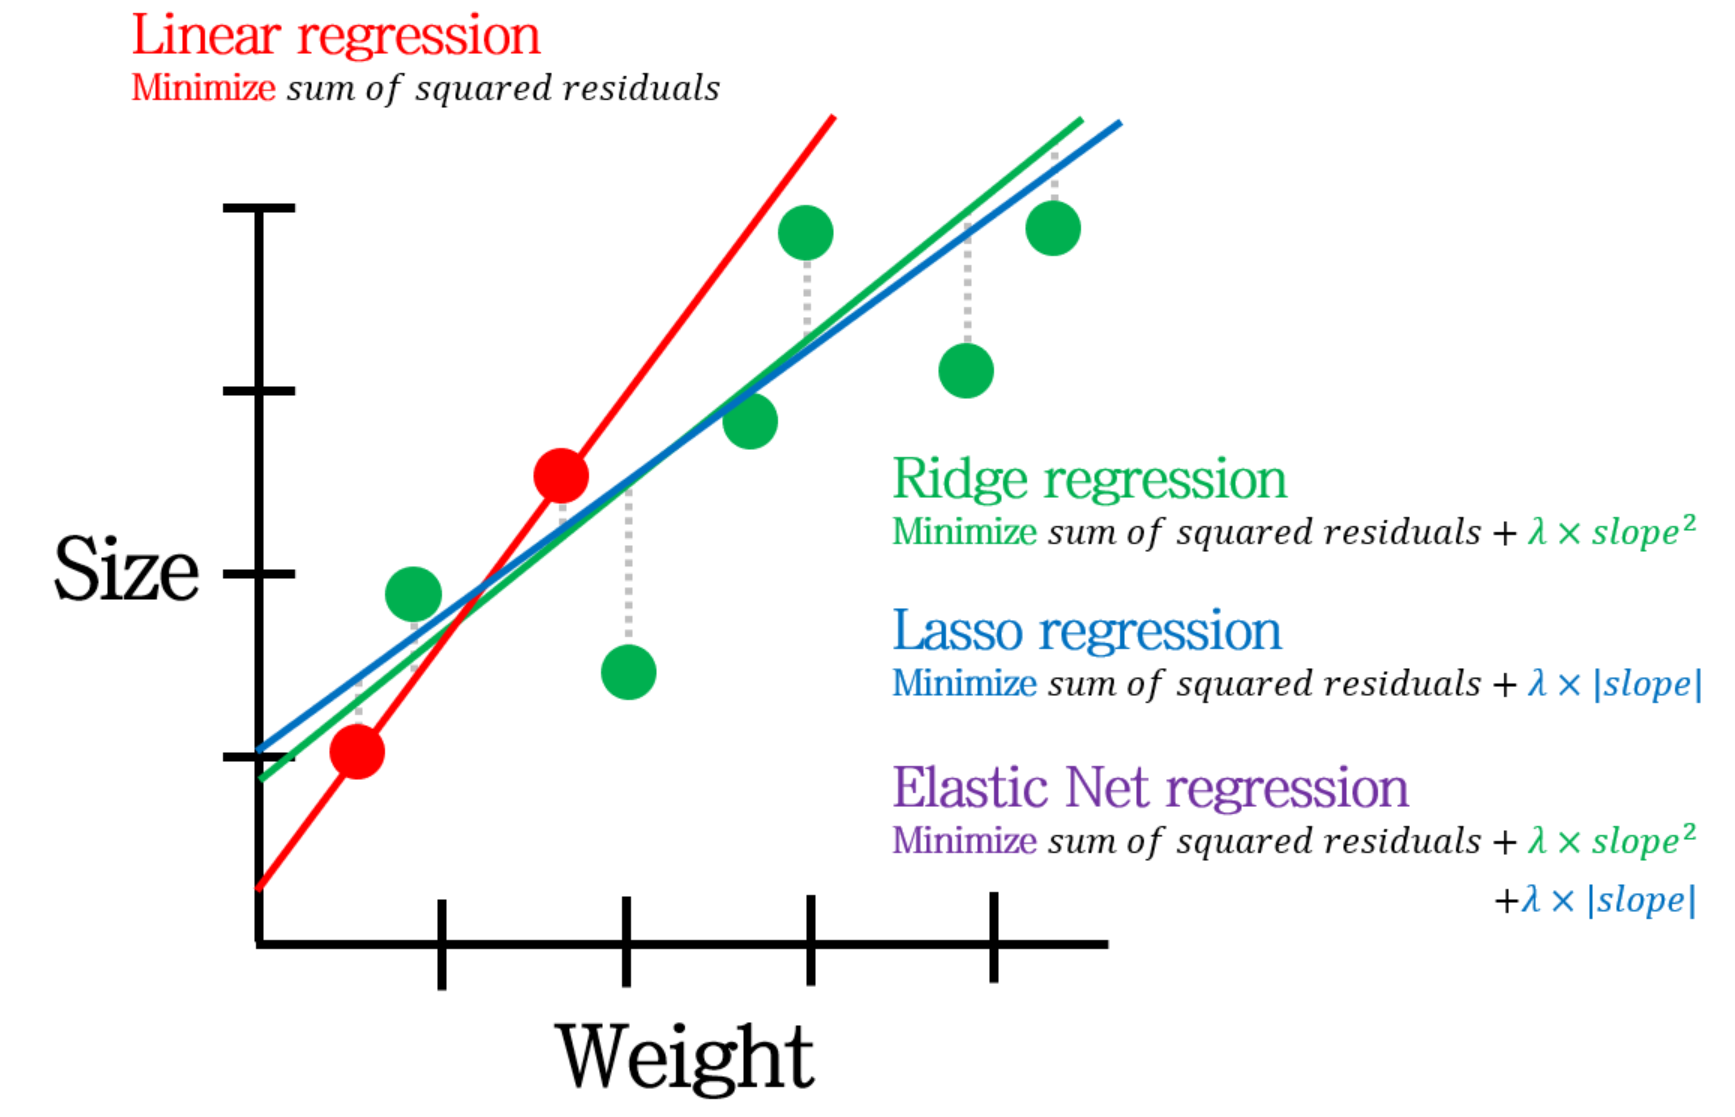 Linear regression
Minimize sum of squared residuals
Size
Ridge regression
Minimize sum of squared residuals + λ × slope²
Lasso regression
Minimize sum of squared residuals + λ × |slope|
Elastic Net regression
Minimize sum of squared residuals + λ × slope²
+λ × |slope|
Weight